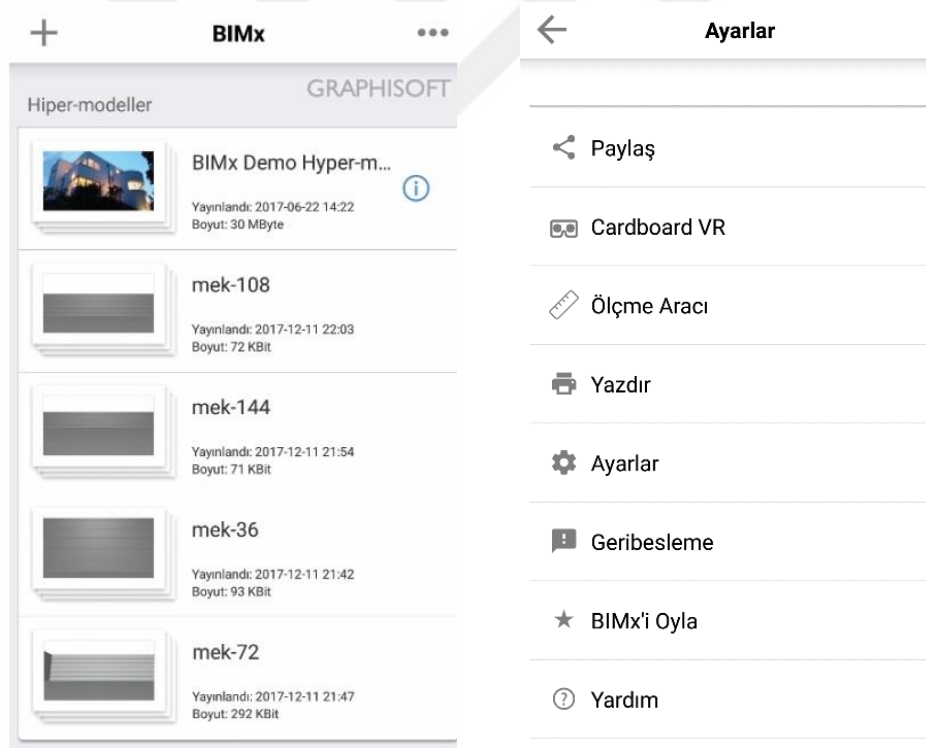 BIMx
GRAPHISOFT
Hiper-modeller
BIMx Demo Hyper-m...
Yayınlandı: 2017-06-22 14:22
Boyut: 30 MByte
mek-108
Yayınlandı: 2017-12-11 22:03
Boyut: 72 KBit
mek-144
Yayınlandı: 2017-12-11 21:54
Boyut: 71 KBit
mek-36
Yayınlandı: 2017-12-11 21:42
Boyut: 93 KBit
mek-72
Yayınlandı: 2017-12-11 21:47
Boyut: 292 KBit
Ayarlar
Paylaş
Cardboard VR
Ölçme Aracı
Yazdır
Ayarlar
Geribesleme
BIMx'i Oyla
Yardım